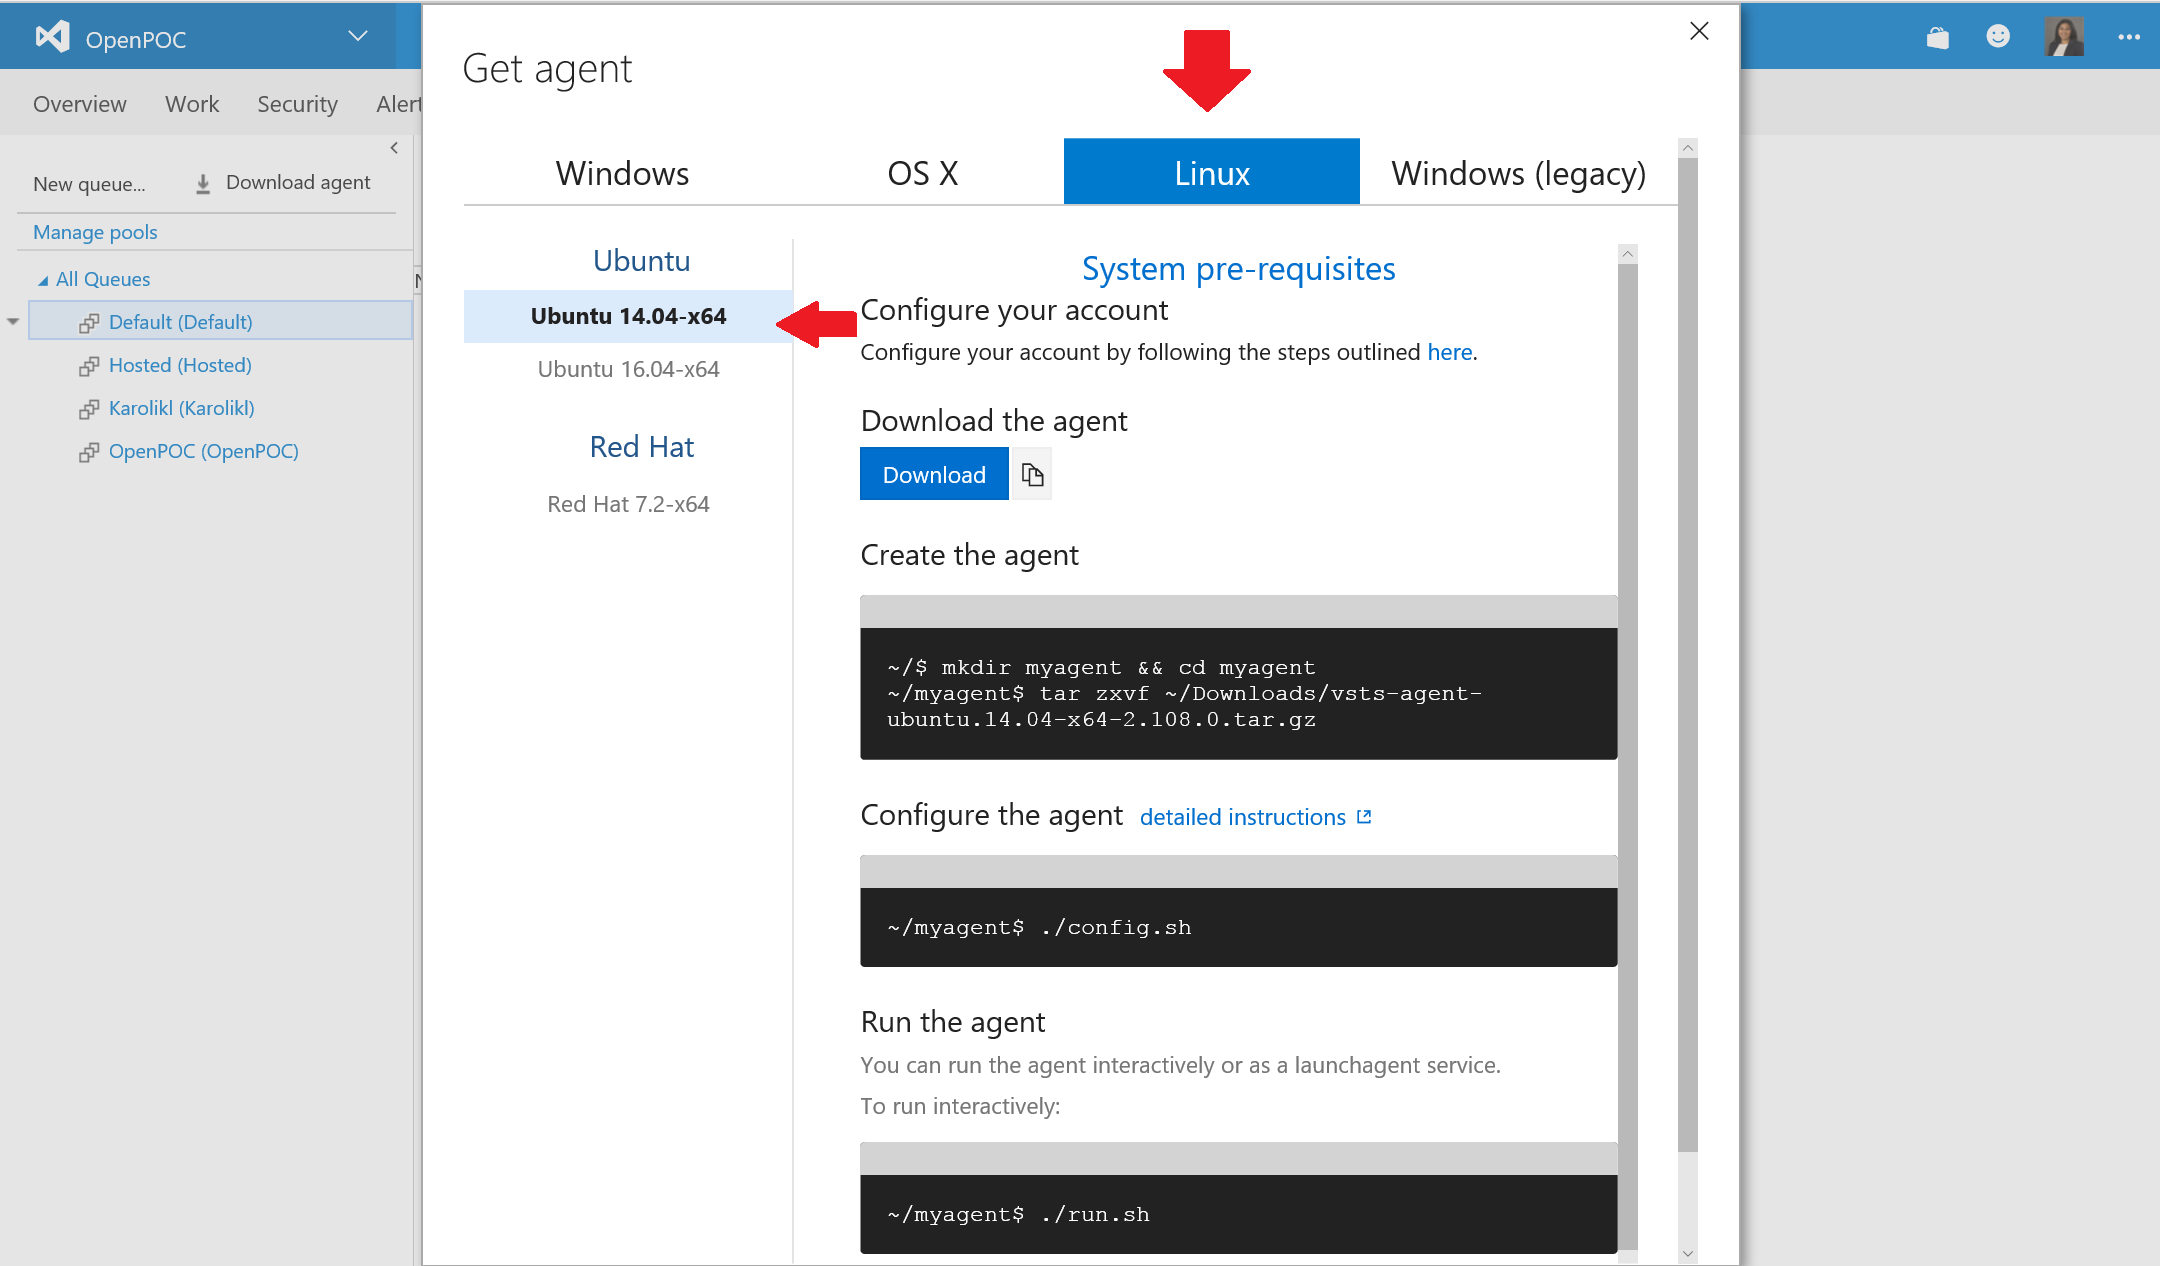 OpenPOC
Overview Work Security Alert
New queue... Download agent
Manage pools
All Queues
Default (Default)
Hosted (Hosted)
Karolikl (Karolikl)
OpenPOC (OpenPOC)
Get agent
Windows OS X Linux Windows (legacy)
Ubuntu
Ubuntu 14.04-x64
Ubuntu 16.04-x64
Red Hat
Red Hat 7.2-x64
System pre-requisites
Configure your account
Configure your account by following the steps outlined here.
Download the agent
Download
Create the agent
~/$ mkdir myagent && cd myagent
~/myagent$ tar zxvf ~/Downloads/vsts-agent-
ubuntu.14.04-x64-2.108.0.tar.gz
Configure the agent detailed instructions
~/myagent$ ./config.sh
Run the agent
You can run the agent interactively or as a launchagent service.
To run interactively:
~/myagent$ ./run.sh